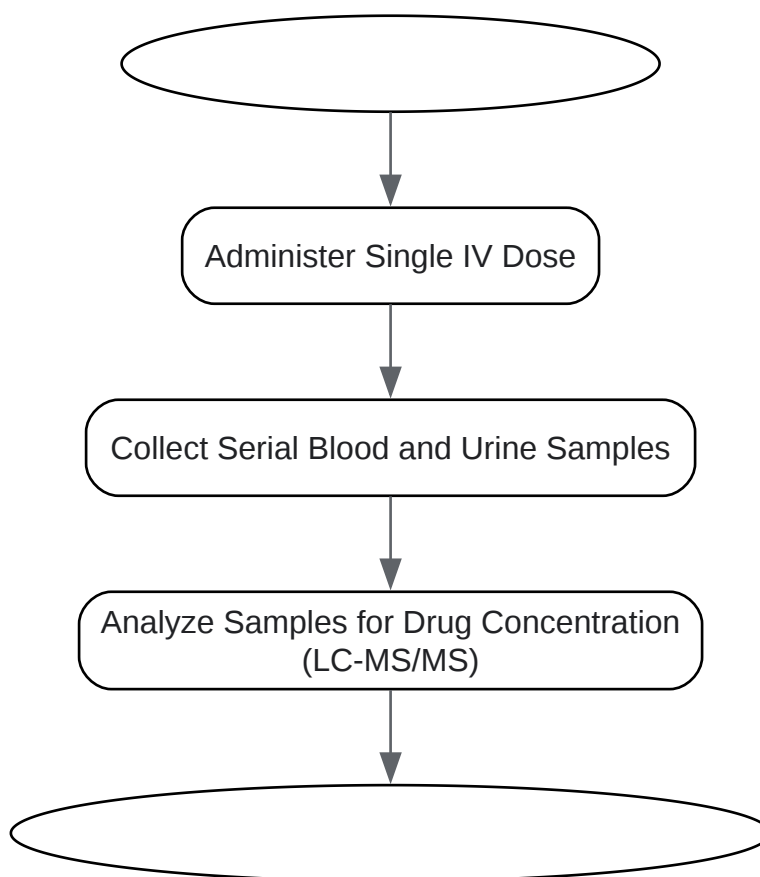 Administer Single IV Dose
Collect Serial Blood and Urine Samples
Analyze Samples for Drug Concentration
(LC-MS/MS)